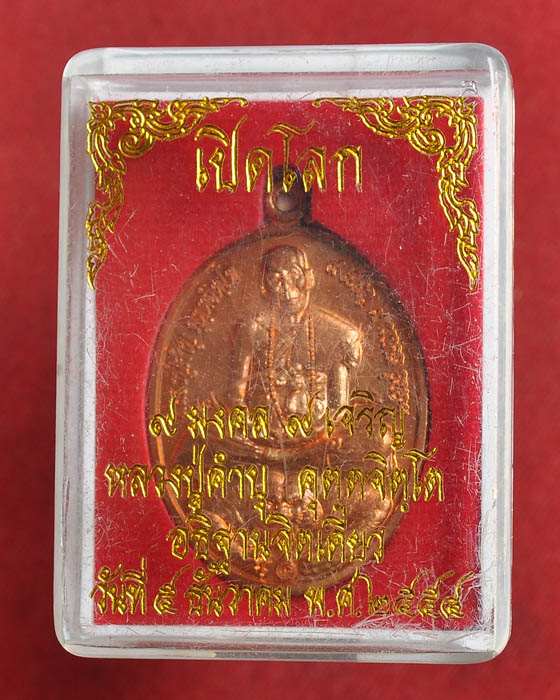 เปิดโลก
๙ มงคล ๙ เจริญ
หลวงปู่คำบุ คุตตจิตฺโต
อธิฐานจิตเดี่ยว
วันที่ ๕ ธันวาคม พ.ศ.๒๕๕๔